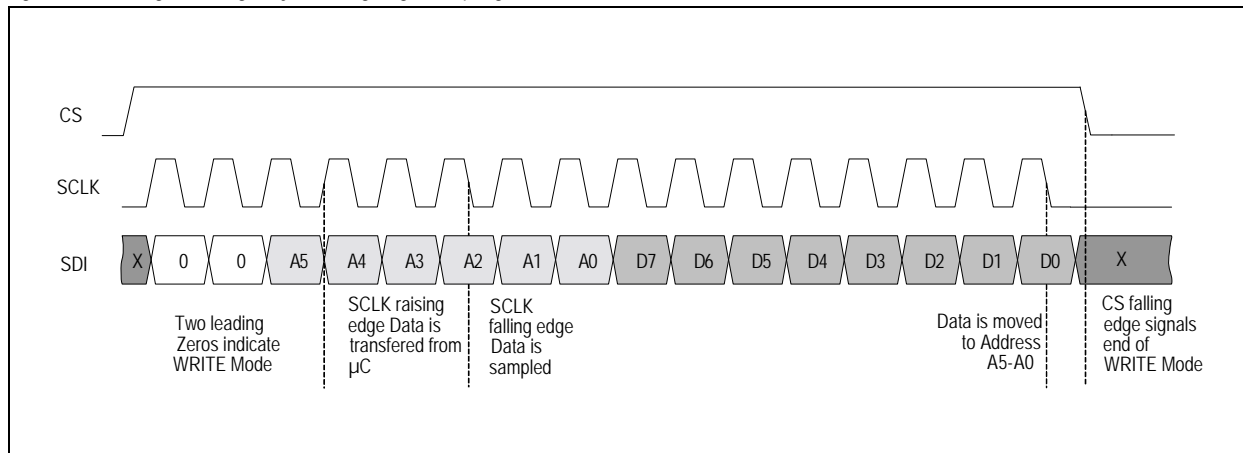 CS
SCLK
SDI
X 0 0 A5 A4 A3 A2 A1 A0 D7 D6 D5 D4 D3 D2 D1 D0 X
Two leading
Zeros indicate
WRITE Mode
SCLK raising
edge Data is
transfered from
µC
SCLK
falling edge
Data is
sampled
Data is moved
to Address
A5-A0
CS falling
edge signals
end of
WRITE Mode